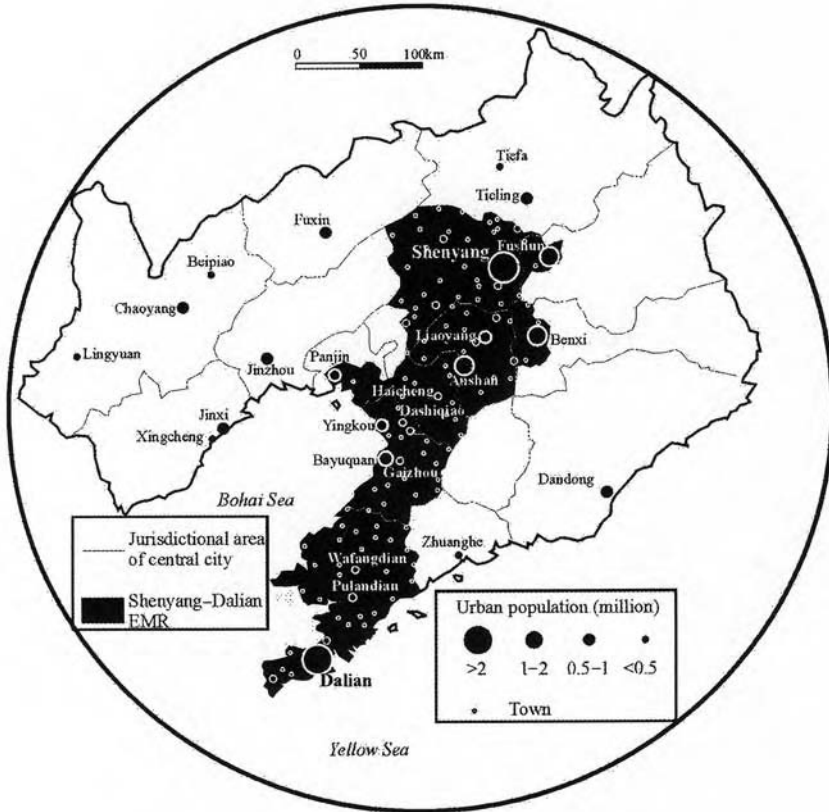 0 50 100km
Tiefa
Tieling
Fuxin
Shenyang
Fushun
Beipiao
Chaoyang
Liaoyang
Benxi
Lingyuan
Jinzhou
Panjin
Anshan
Haicheng
Dashiqiao
Jinxi
Yingkou
Xingcheng
Bayuquan
Gaizhou
Dandong
Bohai Sea
Zhuanghe
Jurisdictional area
of central city
Shenyang–Dalian
EMR
Wafangdian
Pulandian
Urban population (million)
>2 1–2 0.5–1 <0.5
Town
Dalian
Yellow Sea